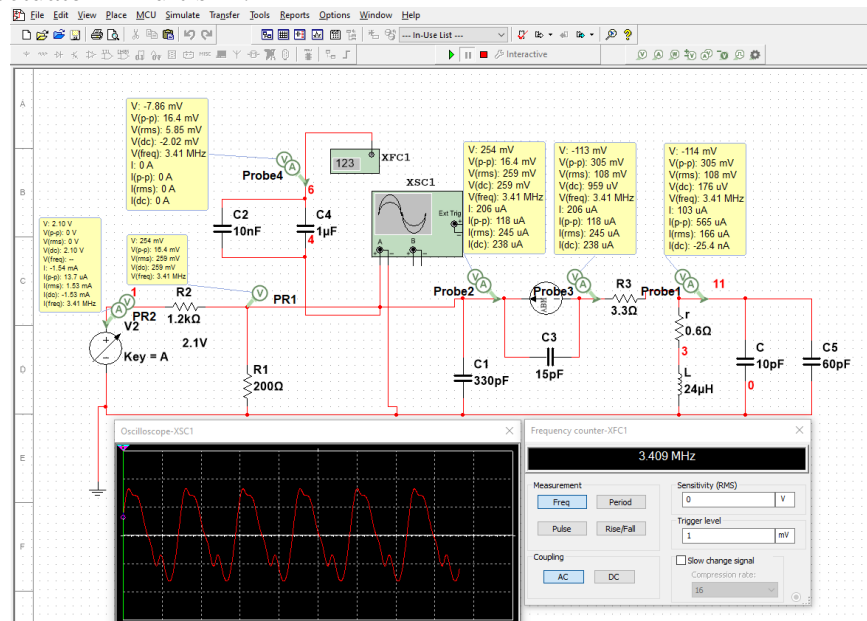 File Edit View Place MCU Simulate Transfer Tools Reports Options Window Help
--- In-Use List ---
Interactive
A
B
C
D
E
F
V: -7.86 mV
V(p-p): 16.4 mV
V(rms): 5.85 mV
V(dc): -2.02 mV
V(freq): 3.41 MHz
I: 0 A
I(p-p): 0 A
I(rms): 0 A
I(dc): 0 A
Probe4
6
123
XFC1
XSC1
Ext Trig
A
B
C2
10nF
C4
1µF
4
V: 2.10 V
V(p-p): 0 V
V(rms): 0 V
V(dc): 2.10 V
V(freq): --
I: -1.54 mA
I(p-p): 13.7 uA
I(rms): 1.53 mA
I(dc): -1.53 mA
I(freq): 3.41 MHz
V: 254 mV
V(p-p): 16.4 mV
V(rms): 259 mV
V(dc): 259 mV
V(freq): 3.41 MHz
V: 254 mV
V(p-p): 16.4 mV
V(rms): 259 mV
V(dc): 259 mV
V(freq): 3.41 MHz
I: 206 uA
I(p-p): 118 uA
I(rms): 245 uA
I(dc): 238 uA
V: -113 mV
V(p-p): 305 mV
V(rms): 108 mV
V(dc): 959 uV
V(freq): 3.41 MHz
I: 206 uA
I(p-p): 118 uA
I(rms): 245 uA
I(dc): 238 uA
V: -114 mV
V(p-p): 305 mV
V(rms): 108 mV
V(dc): 176 uV
V(freq): 3.41 MHz
I: 103 uA
I(p-p): 565 uA
I(rms): 166 uA
I(dc): -25.4 nA
1
PR2
V2
Key = A
R2
1.2kΩ
2.1V
PR1
R1
200Ω
Probe2
Probe3
R3
3.3Ω
Probe1
11
C1
330pF
C3
15pF
r
0.6Ω
3
L
24µH
C
10pF
0
C5
60pF
Oscilloscope-XSC1
Frequency counter-XFC1
3.409 MHz
Measurement
Freq
Period
Pulse
Rise/Fall
Coupling
AC
DC
Sensitivity (RMS)
0
V
Trigger level
1
mV
Slow change signal
Compression rate:
16